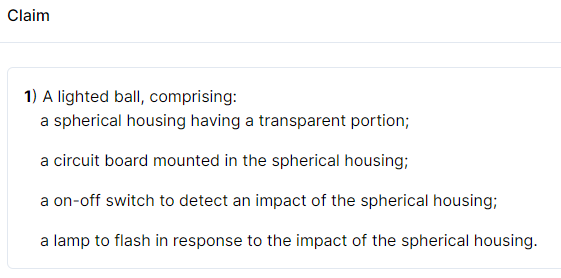 Claim
1) A lighted ball, comprising:
a spherical housing having a transparent portion;
a circuit board mounted in the spherical housing;
a on-off switch to detect an impact of the spherical housing;
a lamp to flash in response to the impact of the spherical housing.